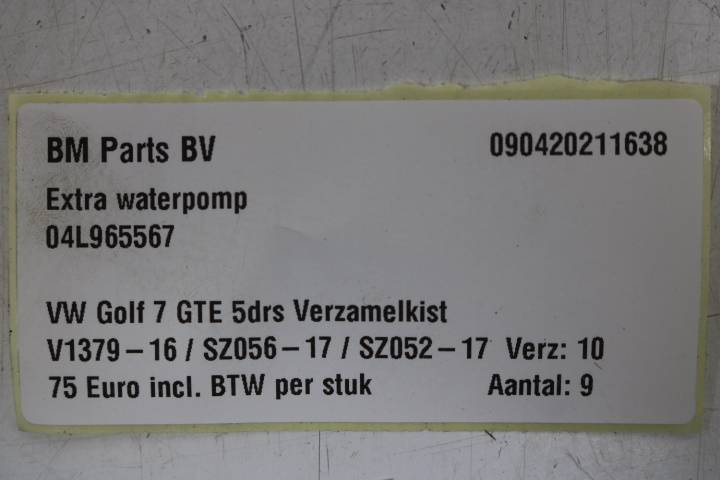 BM Parts BV 090420211638
Extra waterpomp
04L965567
VW Golf 7 GTE 5drs Verzamelkist
V1379-16 / SZ056-17 / SZ052-17 Verz: 10
75 Euro incl. BTW per stuk Aantal: 9